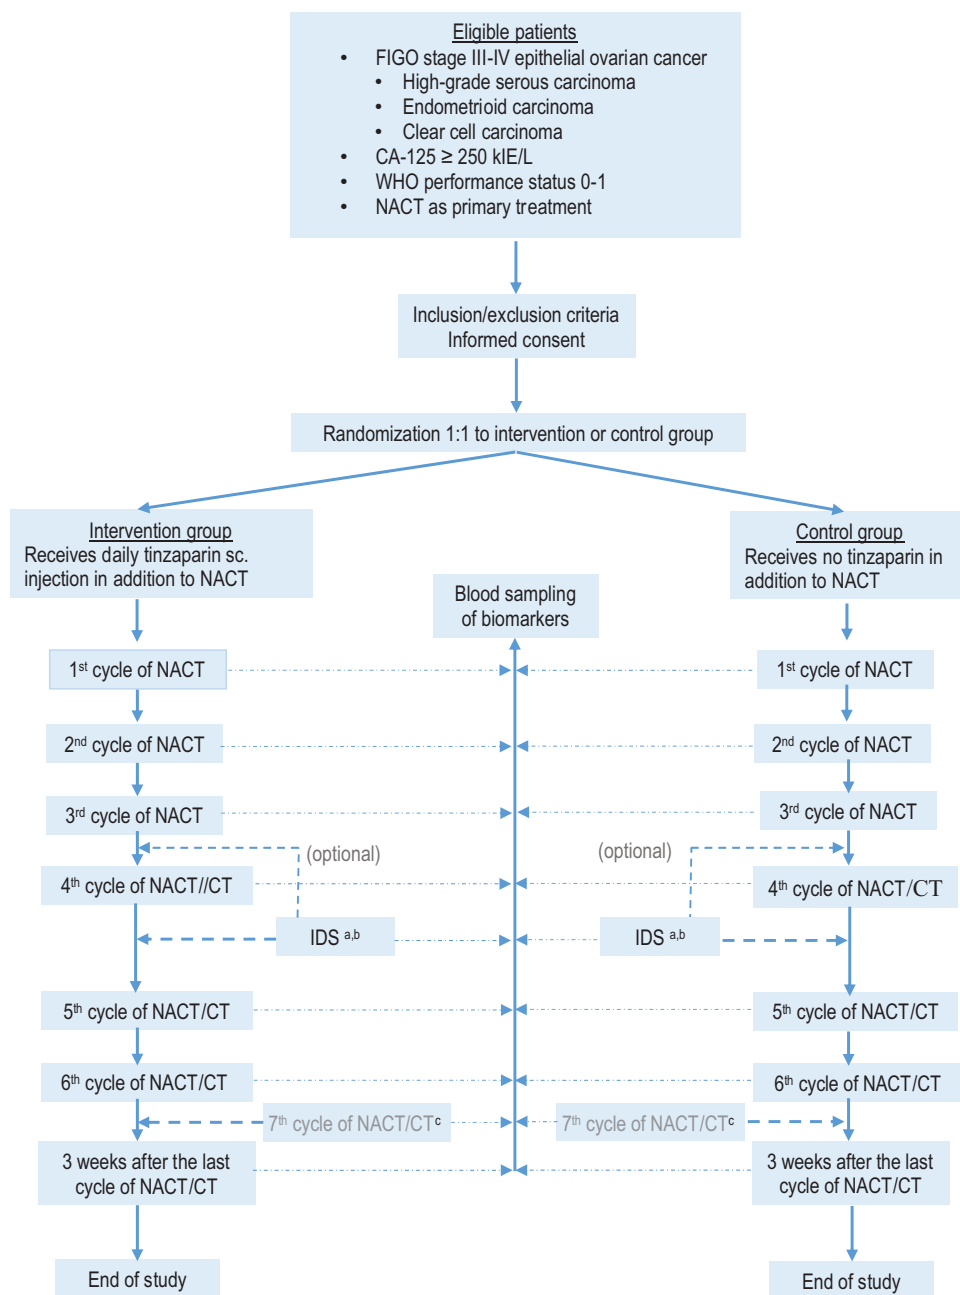 Eligible patients
• FIGO stage III-IV epithelial ovarian cancer
• High-grade serous carcinoma
• Endometrioid carcinoma
• Clear cell carcinoma
• CA-125 ≥ 250 kIE/L
• WHO performance status 0-1
• NACT as primary treatment
Inclusion/exclusion criteria
Informed consent
Randomization 1:1 to intervention or control group
Intervention group
Receives daily tinzaparin sc.
injection in addition to NACT
Control group
Receives no tinzaparin in
addition to NACT
Blood sampling
of biomarkers
1st cycle of NACT
1st cycle of NACT
2nd cycle of NACT
2nd cycle of NACT
3rd cycle of NACT
3rd cycle of NACT
(optional)
(optional)
4th cycle of NACT//CT
4th cycle of NACT/CT
IDS a,b
IDS a,b
5th cycle of NACT/CT
5th cycle of NACT/CT
6th cycle of NACT/CT
6th cycle of NACT/CT
7th cycle of NACT/CTc
7th cycle of NACT/CTc
3 weeks after the last
cycle of NACT/CT
3 weeks after the last
cycle of NACT/CT
End of study
End of study